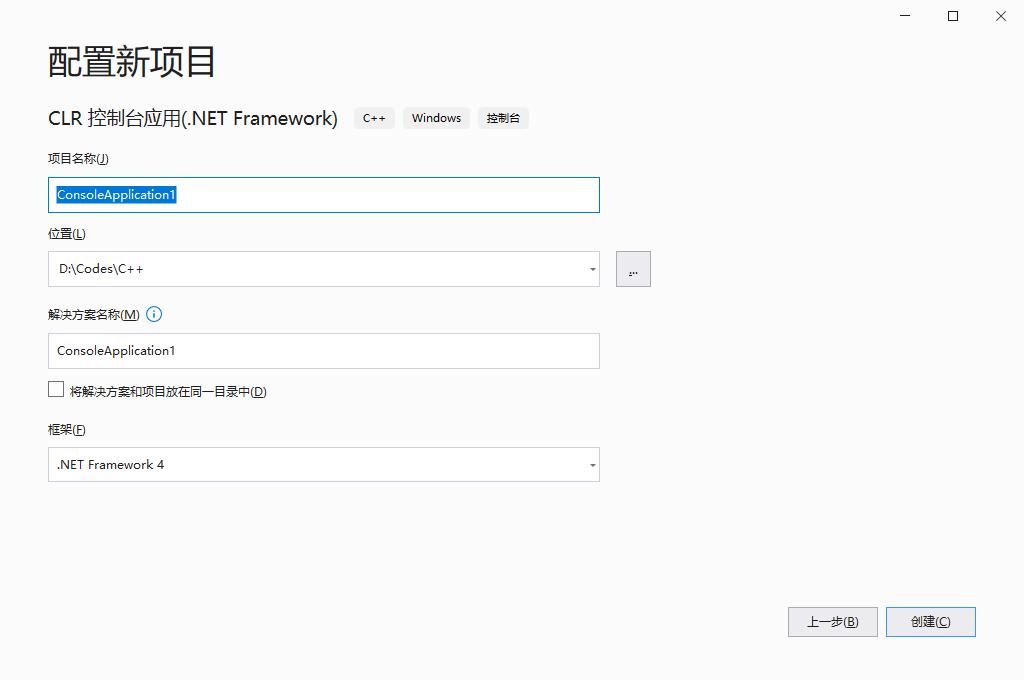 配置新项目
CLR 控制台应用(.NET Framework) C++ Windows 控制台
项目名称(J)
ConsoleApplication1
位置(L)
D:\Codes\C++
...
解决方案名称(M)
ConsoleApplication1
将解决方案和项目放在同一目录中(D)
框架(F)
.NET Framework 4
上一步(B) 创建(C)